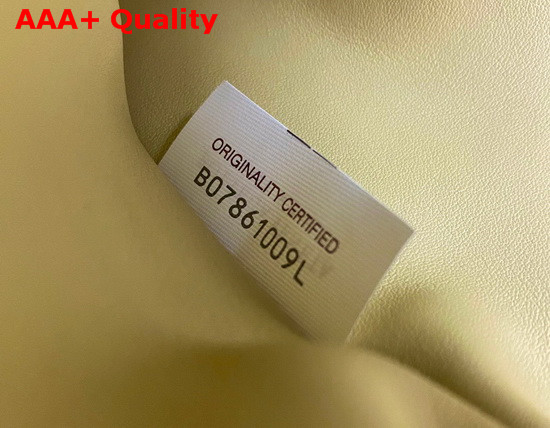 AAA+ Quality
ORIGINALITY CERTIFIED
B07861009L